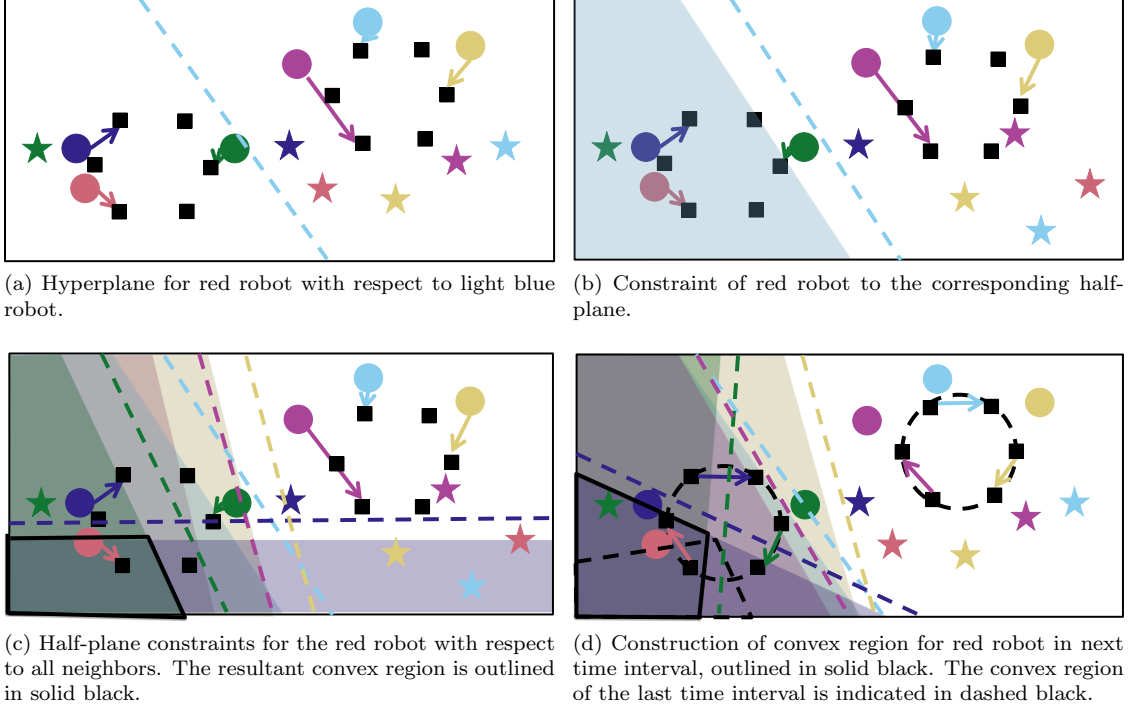 (a) Hyperplane for red robot with respect to light blue
robot.
(b) Constraint of red robot to the corresponding half-
plane.
(c) Half-plane constraints for the red robot with respect
to all neighbors. The resultant convex region is outlined
in solid black.
(d) Construction of convex region for red robot in next
time interval, outlined in solid black. The convex region
of the last time interval is indicated in dashed black.